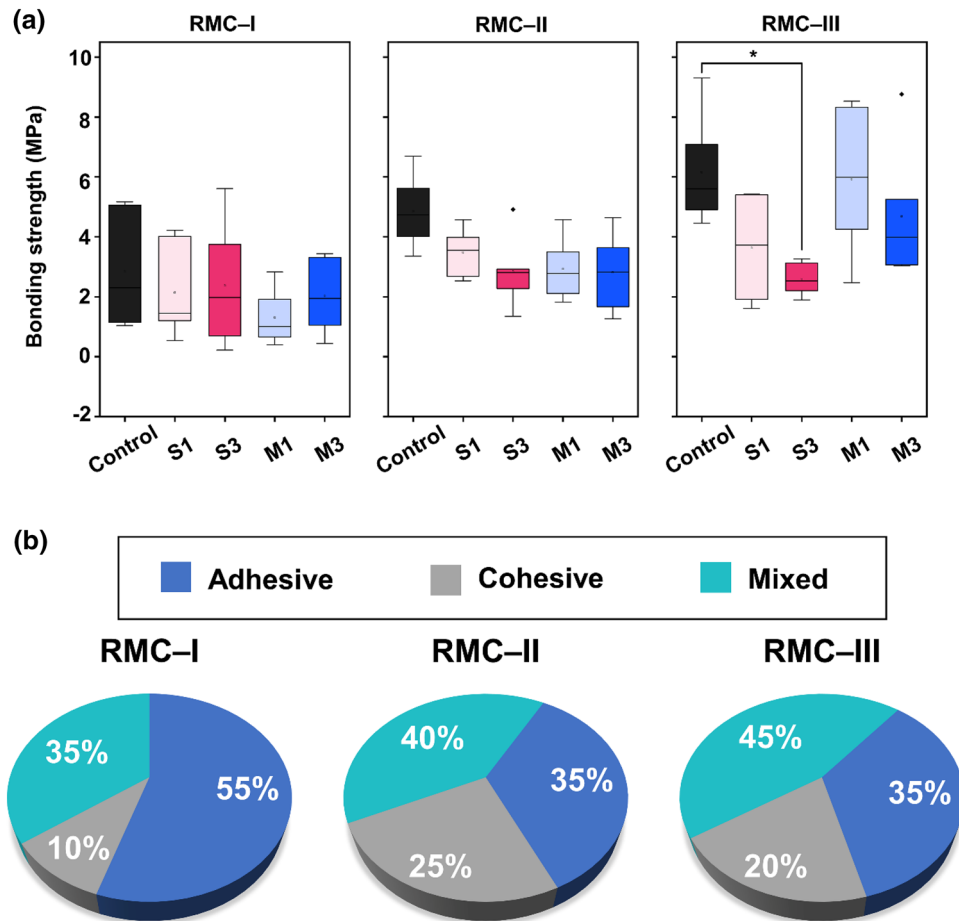 (a)
RMC–I RMC–II RMC–III
Bonding strength (MPa)
10
8
6
4
2
0
-2
*
Control S1 S3 M1 M3 Control S1 S3 M1 M3 Control S1 S3 M1 M3
(b)
Adhesive Cohesive Mixed
RMC–I RMC–II RMC–III
35% 55% 10%
40% 35% 25%
45% 35% 20%